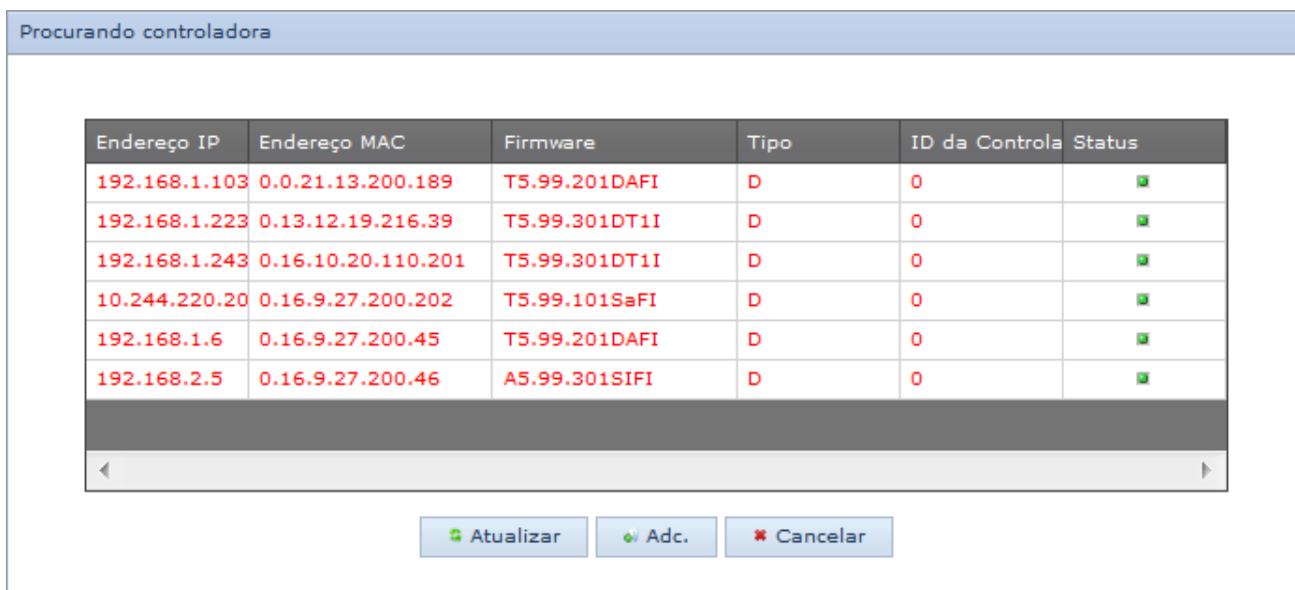 Procurando controladora
Endereço IP Endereço MAC Firmware Tipo ID da Controla Status
192.168.1.103 0.0.21.13.200.189 T5.99.201DAFI D 0
192.168.1.223 0.13.12.19.216.39 T5.99.301DT1I D 0
192.168.1.243 0.16.10.20.110.201 T5.99.301DT1I D 0
10.244.220.20 0.16.9.27.200.202 T5.99.101SaFI D 0
192.168.1.6 0.16.9.27.200.45 T5.99.201DAFI D 0
192.168.2.5 0.16.9.27.200.46 A5.99.301SIFI D 0
Atualizar Adc. Cancelar